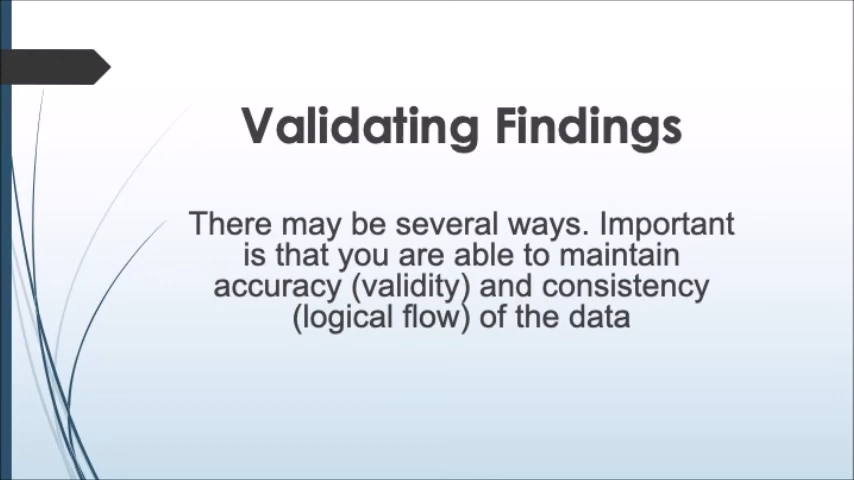 Validating Findings
There may be several ways. Important
is that you are able to maintain
accuracy (validity) and consistency
(logical flow) of the data